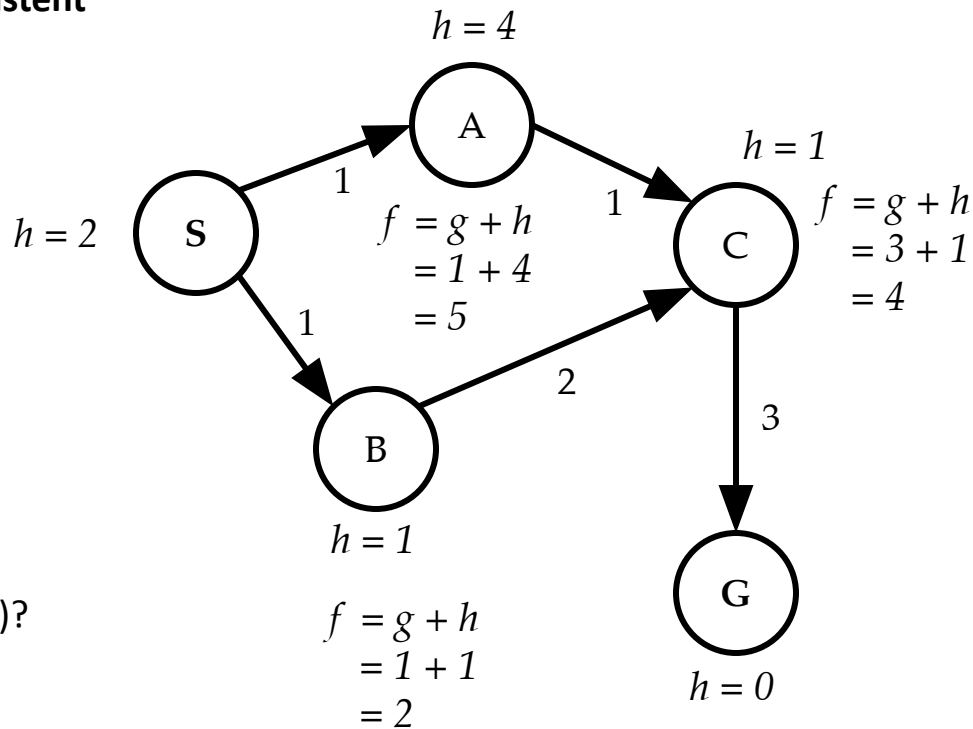 h = 4
A
h = 1
1
S
h = 2
f = g + h
= 1 + 4
= 5
1
C
f = g + h
= 3 + 1
= 4
1
2
3
B
h = 1
)?
f = g + h
= 1 + 1
= 2
G
h = 0